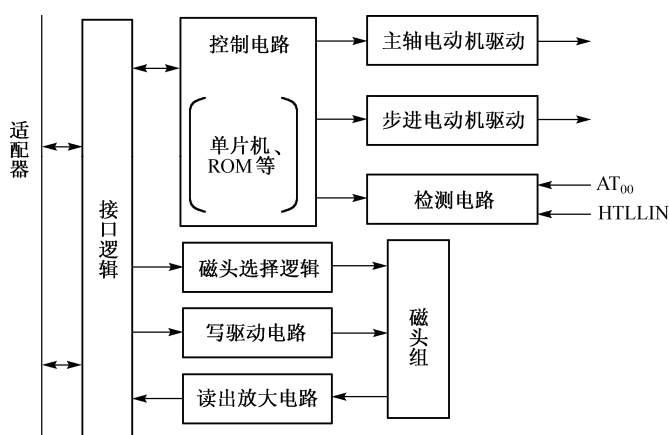 适配器
接口逻辑
控制电路
单片机、
ROM等
主轴电动机驱动
步进电动机驱动
检测电路
AT₀₀
HTLLIN
磁头选择逻辑
写驱动电路
读出放大电路
磁头组